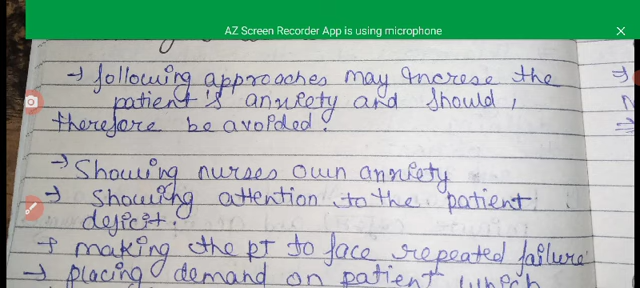 AZ Screen Recorder App is using microphone
→ following approaches may increse the
patient's anxiety and should,
therefore be avoided.
→ Showing nurses own anxiety
→ Showing attention to the patient
deficit.
→ making the pt to face repeated failure
→ placing demand on patient which